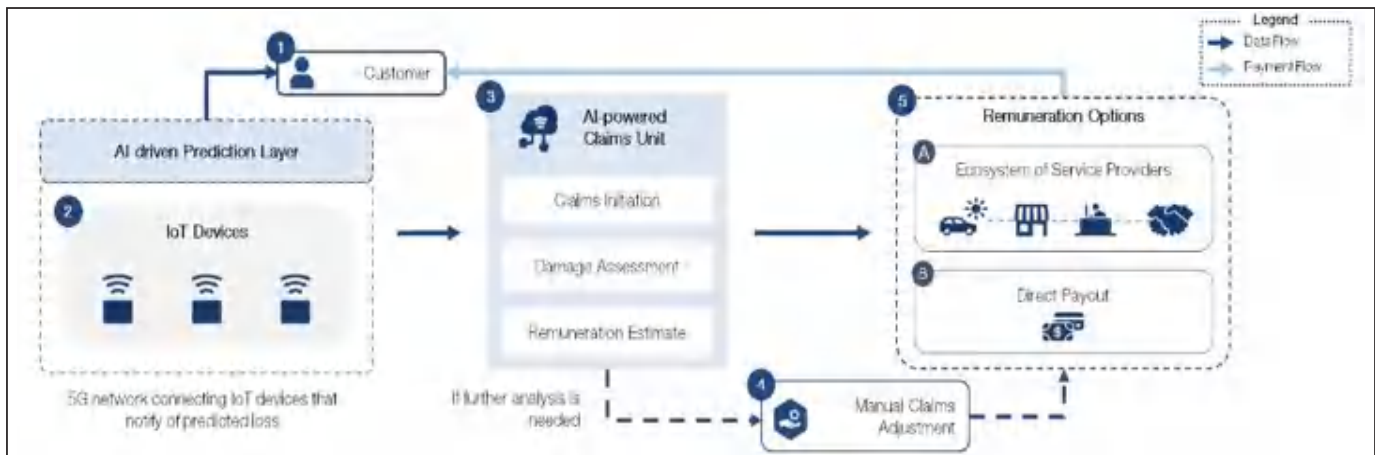 Legend
Data Flow
Payment Flow
1
Customer
AI driven Prediction Layer
2
IoT Devices
5G network connecting IoT devices that
notify of predicted loss
3
AI-powered
Claims Unit
Claims Initiation
Damage Assessment
Remuneration Estimate
If further analysis is
needed
4
Manual Claims
Adjustment
5
Remuneration Options
A
Ecosystem of Service Providers
B
Direct Payout
$